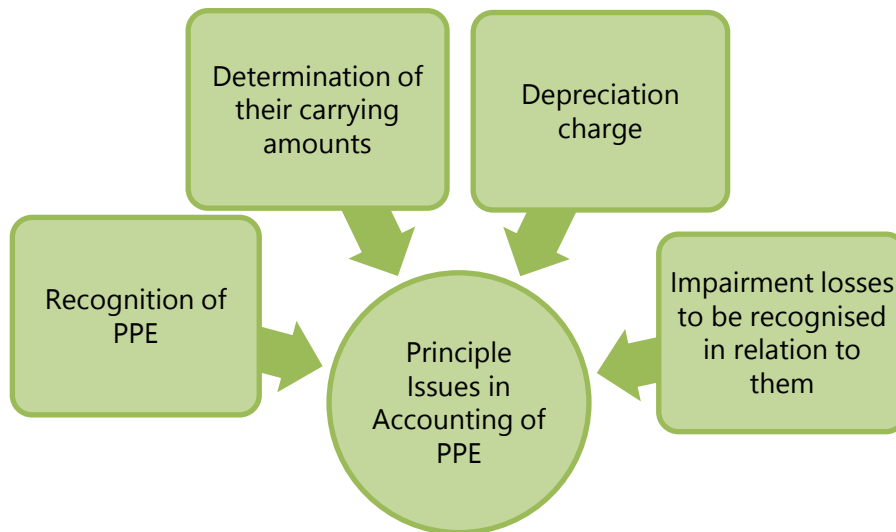 Recognition of
PPE
Determination of
their carrying
amounts
Depreciation
charge
Impairment losses
to be recognised
in relation to
them
Principle
Issues in
Accounting of
PPE